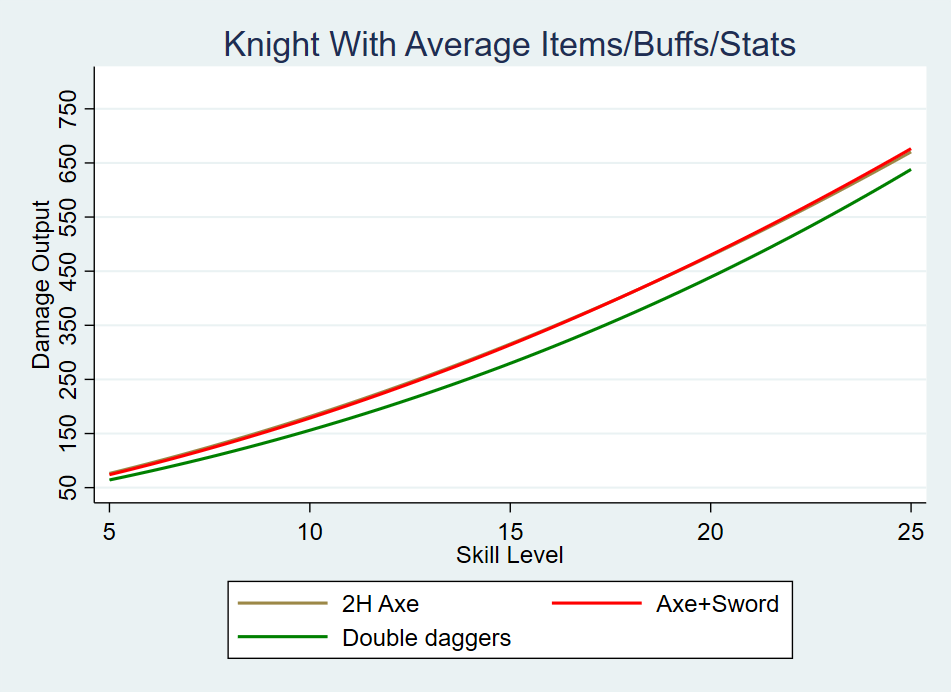 Knight With Average Items/Buffs/Stats
Damage Output
750
650
550
450
350
250
150
50
5 10 15 20 25
Skill Level
2H Axe Axe+Sword
Double daggers